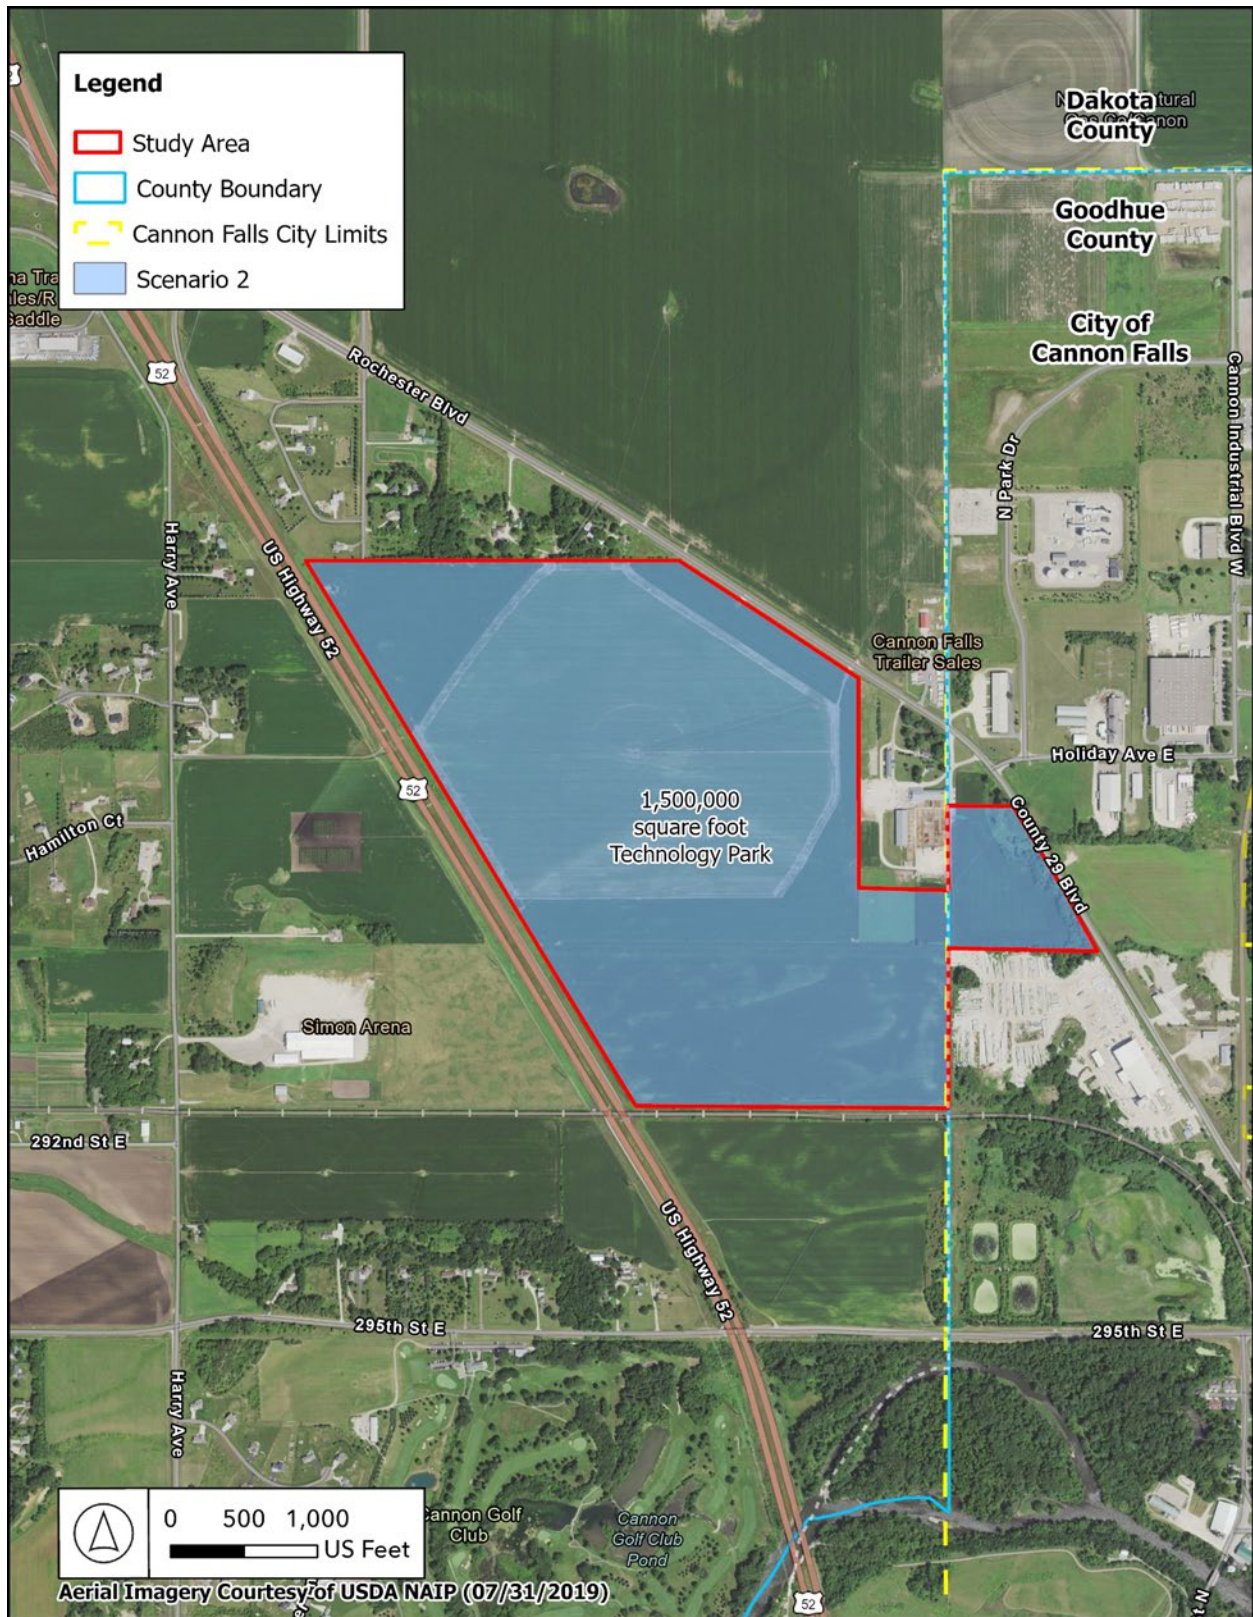 Legend
Study Area
County Boundary
Cannon Falls City Limits
Scenario 2
Dakota
County
Goodhue
County
City of
Cannon Falls
52
Rochester Blvd
Cannon Industrial Blvd W
N Park Dr
Harry Ave
US Highway 52
Cannon Falls
Trailer Sales
Holiday Ave E
52
1,500,000
square foot
Technology Park
County 29 Blvd
Hamilton Ct
Simon Arena
292nd St E
US Highway 52
295th St E
295th St E
Harry Ave
0 500 1,000
US Feet
Cannon Golf
Club
Cannon
Golf Club
Pond
Aerial Imagery Courtesy of USDA NAIP (07/31/2019)
52